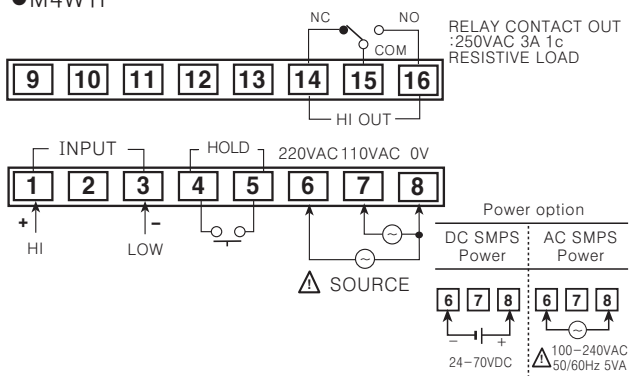 ●M4W1P
NC NO
COM
RELAY CONTACT OUT
:250VAC 3A 1c
RESISTIVE LOAD
9 10 11 12 13 14 15 16
HI OUT
INPUT HOLD 220VAC 110VAC 0V
1 2 3 4 5 6 7 8
+ −
HI LOW
SOURCE
Power option
DC SMPS Power
AC SMPS Power
6 7 8 6 7 8
− +
24−70VDC
100−240VAC
50/60Hz 5VA